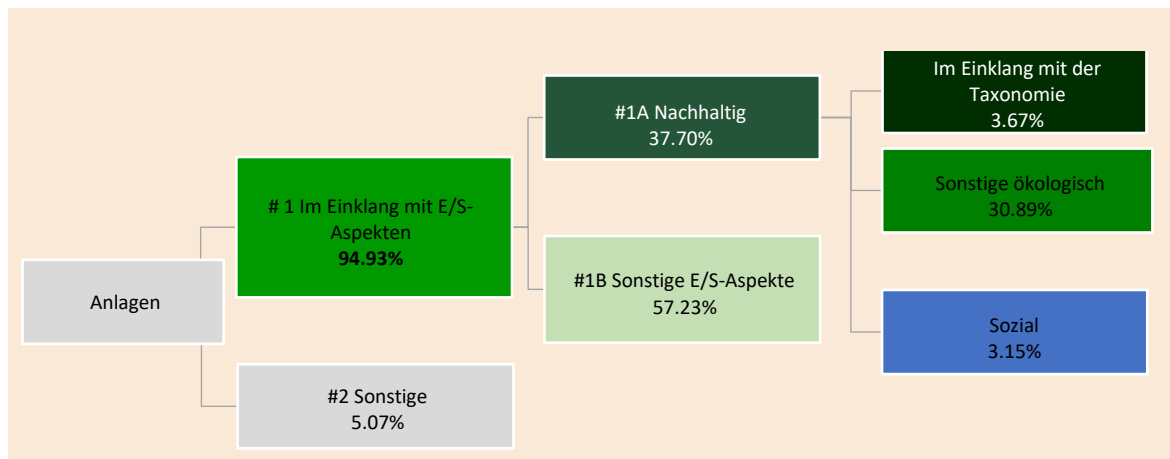 Anlagen
# 1 Im Einklang mit E/S-
Aspekten
94.93%
#2 Sonstige
5.07%
#1A Nachhaltig
37.70%
#1B Sonstige E/S-Aspekte
57.23%
Im Einklang mit der
Taxonomie
3.67%
Sonstige ökologisch
30.89%
Sozial
3.15%